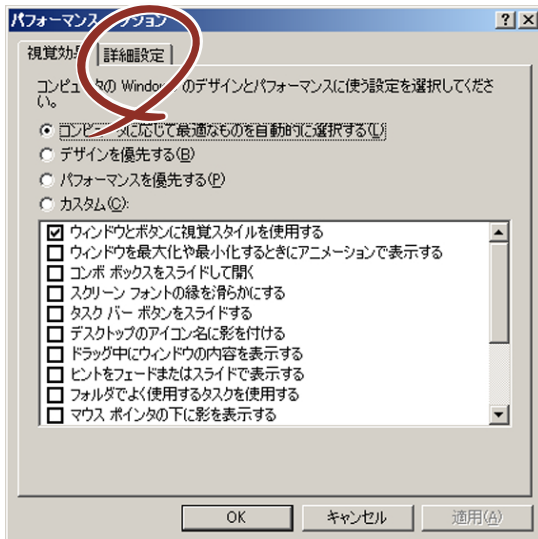 パフォーマンス オプション
視覚効果
詳細設定
コンピュータの Windows のデザインとパフォーマンスに使う設定を選択してくださ
い。
コンピュータに応じて最適なものを自動的に選択する(L)
デザインを優先する(B)
パフォーマンスを優先する(P)
カスタム(C):
ウィンドウとボタンに視覚スタイルを使用する
ウィンドウを最大化や最小化するときにアニメーションで表示する
コンボ ボックスをスライドして開く
スクリーン フォントの縁を滑らかにする
タスク バー ボタンをスライドする
デスクトップのアイコン名に影を付ける
ドラッグ中にウィンドウの内容を表示する
ヒントをフェードまたはスライドで表示する
フォルダでよく使用するタスクを使用する
マウス ポインタの下に影を表示する
OK
キャンセル
適用(A)